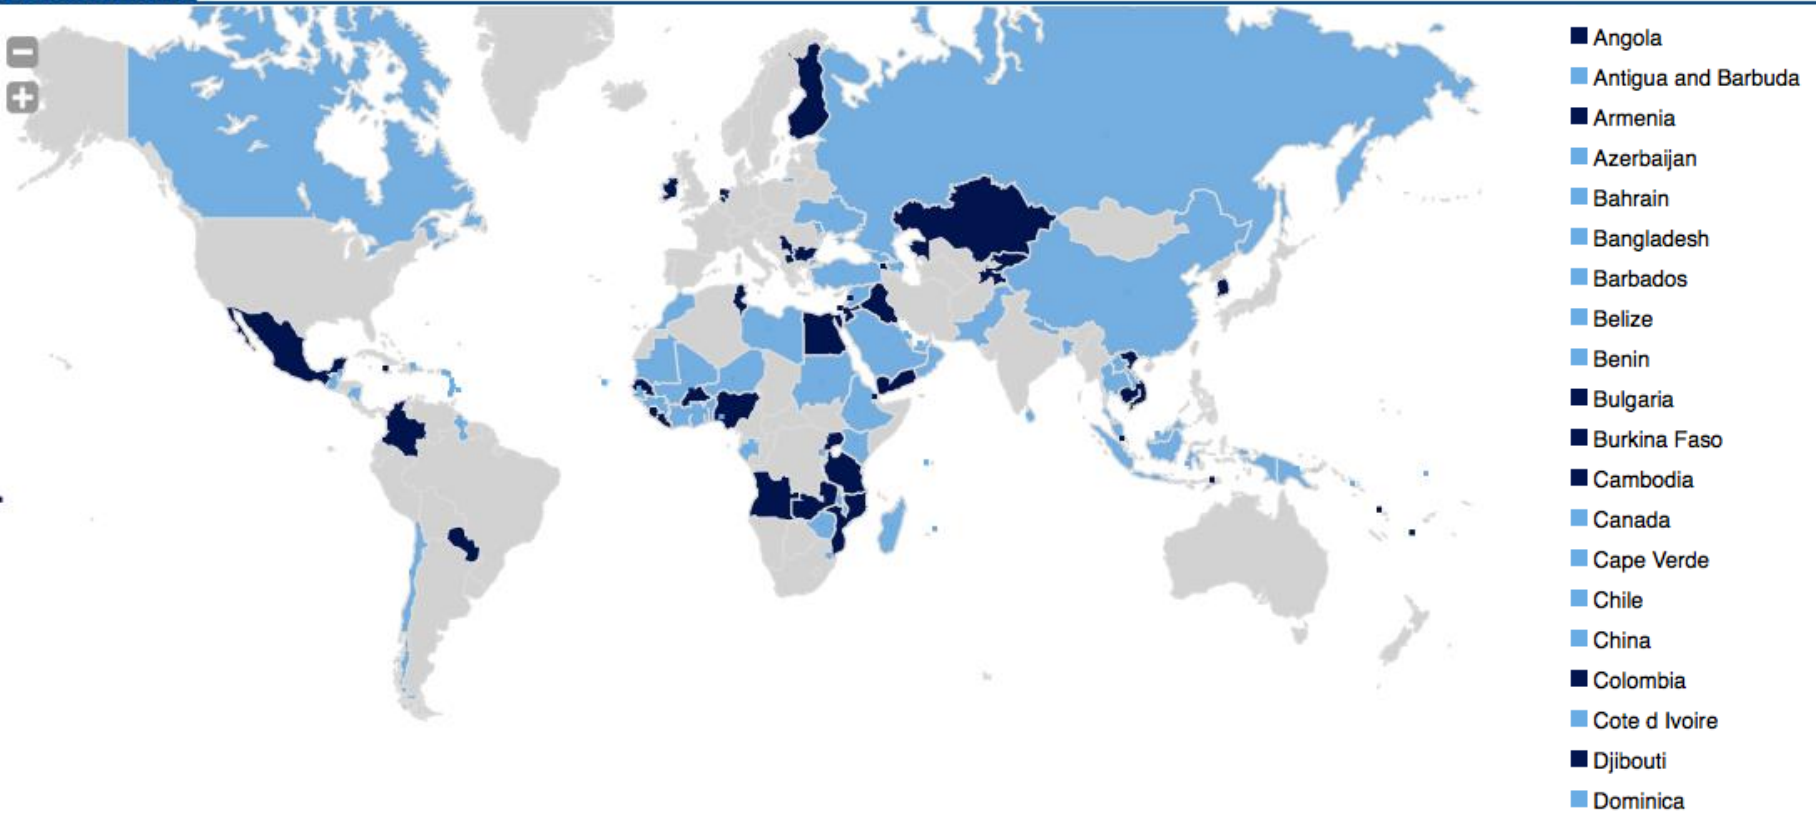 Angola
Antigua and Barbuda
Armenia
Azerbaijan
Bahrain
Bangladesh
Barbados
Belize
Benin
Bulgaria
Burkina Faso
Cambodia
Canada
Cape Verde
Chile
China
Colombia
Cote d Ivoire
Djibouti
Dominica